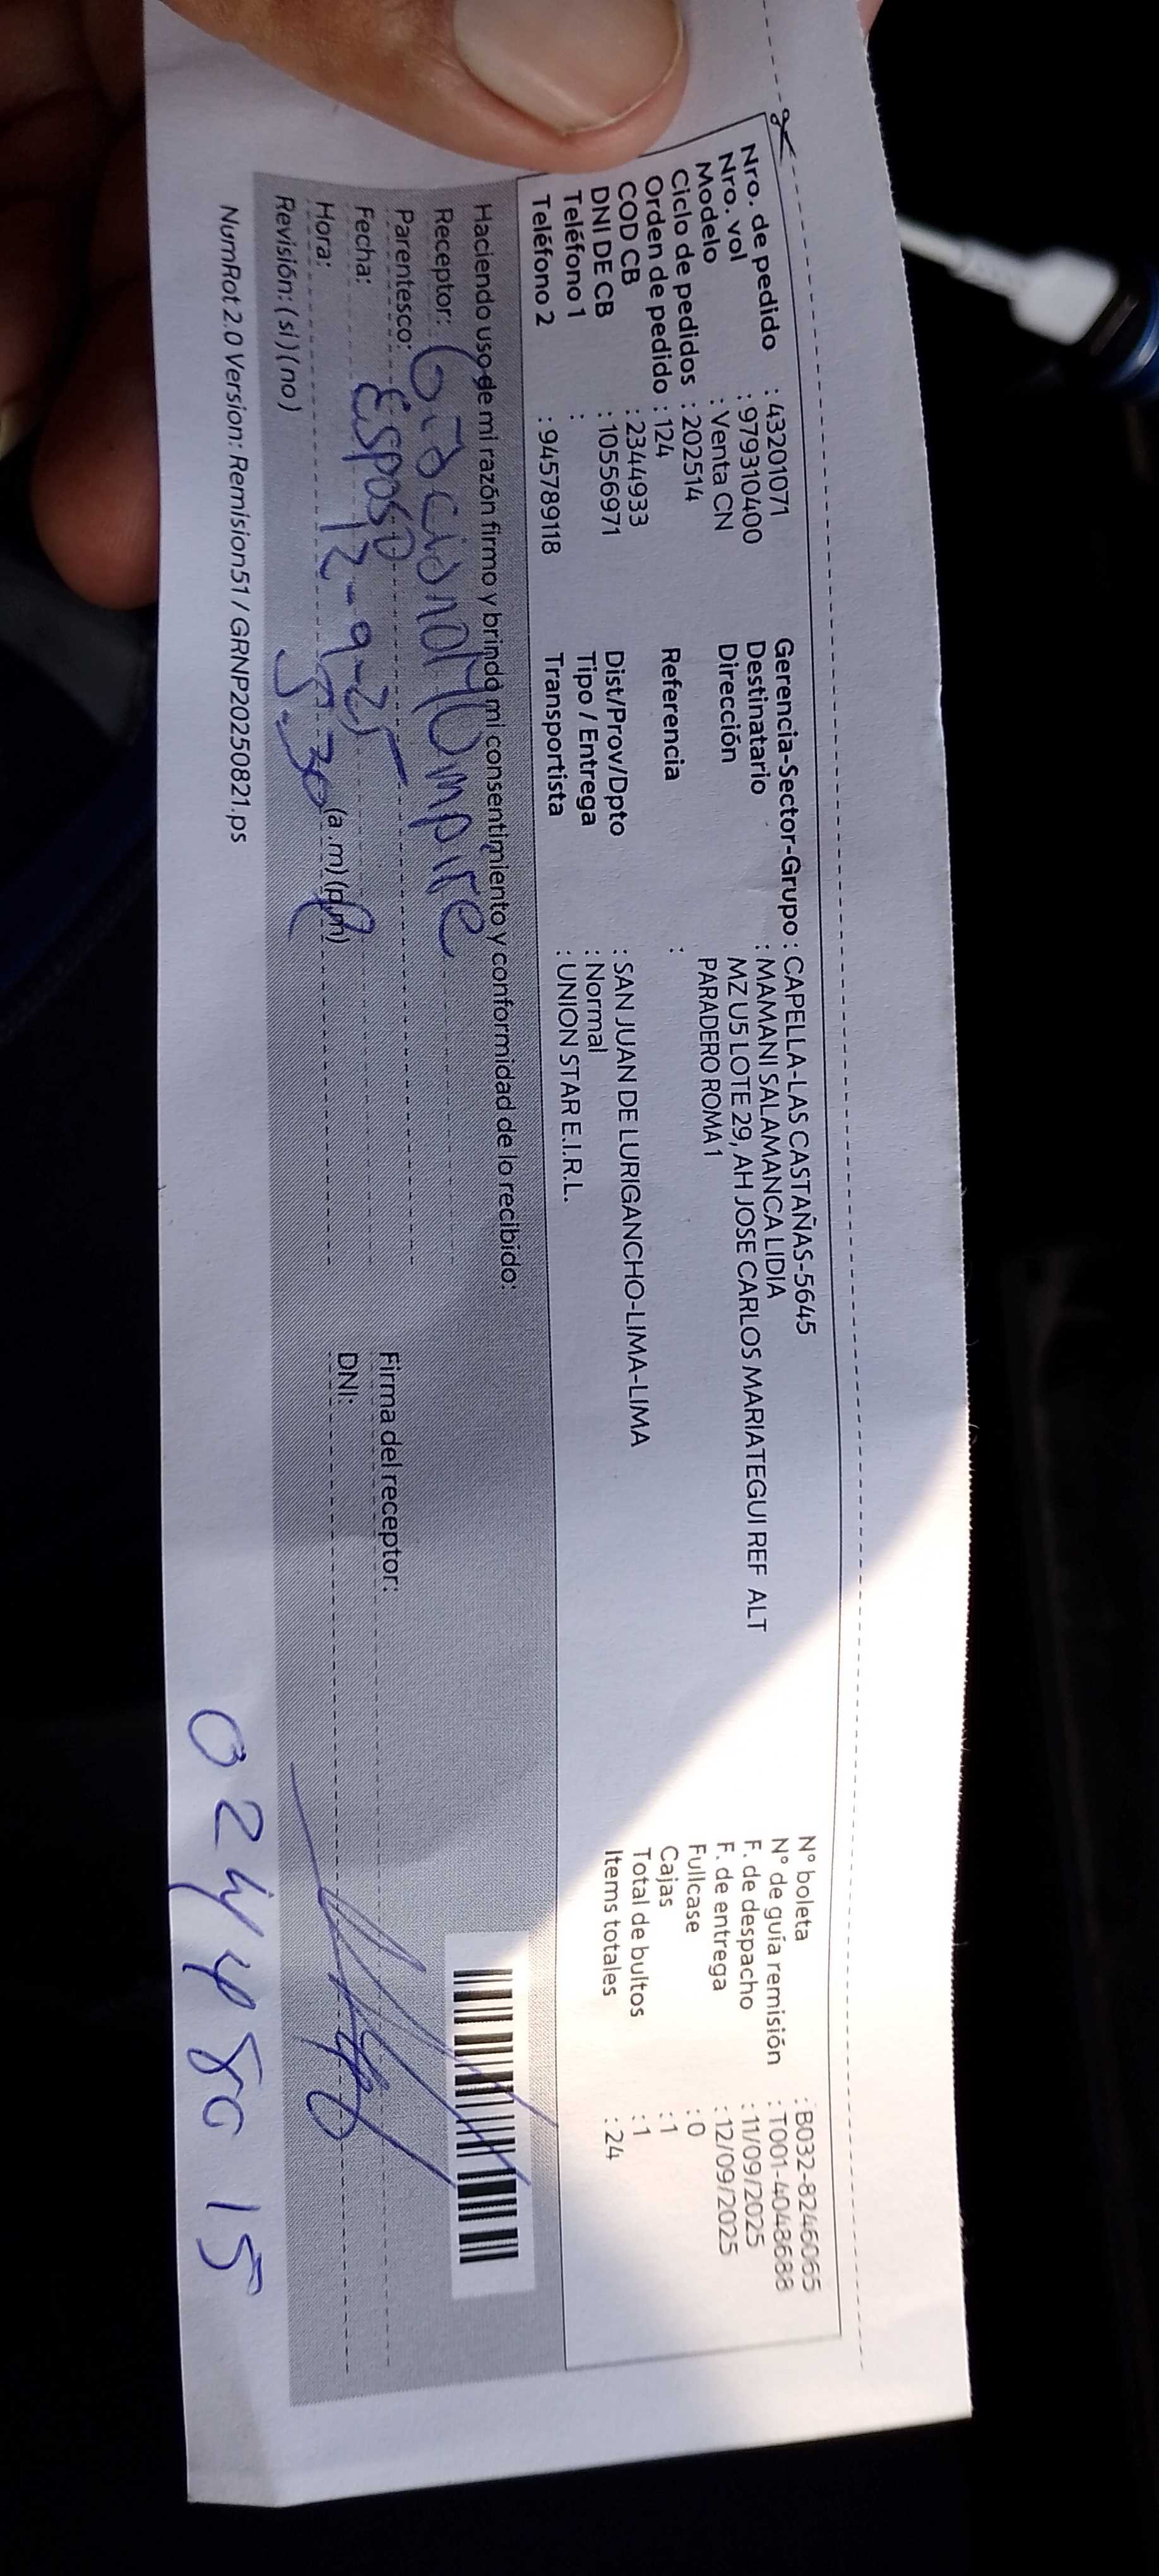 Nro. de pedido : 43201071
Nro. vol : 979310400
Modelo : Venta CN
Ciclo de pedidos : 202514
Orden de pedido : 124
COD CB : 2344933
DNI DE CB : 10556971
Teléfono 1 :
Teléfono 2 : 945789118
Gerencia-Sector-Grupo : CAPELLA-LAS CASTAÑAS-5645
Destinatario : MAMANI SALAMANCA LIDIA
Dirección MZ U5 LOTE 29, AH JOSE CARLOS MARIATEGUI REF ALT
PARADERO ROMA 1
Referencia :
Dist/Prov/Dpto : SAN JUAN DE LURIGANCHO-LIMA-LIMA
Tipo / Entrega : Normal
Transportista : UNION STAR E.I.R.L.
N° boleta : B032-8246065
N° de guía remisión : T001-4048688
F. de despacho : 11/09/2025
F. de entrega : 12/09/2025
Fullcase : 0
Cajas : 1
Total de bultos : 1
Items totales : 24
Haciendo uso de mi razón firmo y brindo mi consentimiento y conformidad de lo recibido:
Receptor:
Parentesco: Esposo
Fecha: 12-9-25
Hora: 3:30 (a.m) (p.m)
Revisión: (si) (no)
Firma del receptor:
DNI:
NumRot 2.0 Version: Remision51 / GRNP20250821.ps